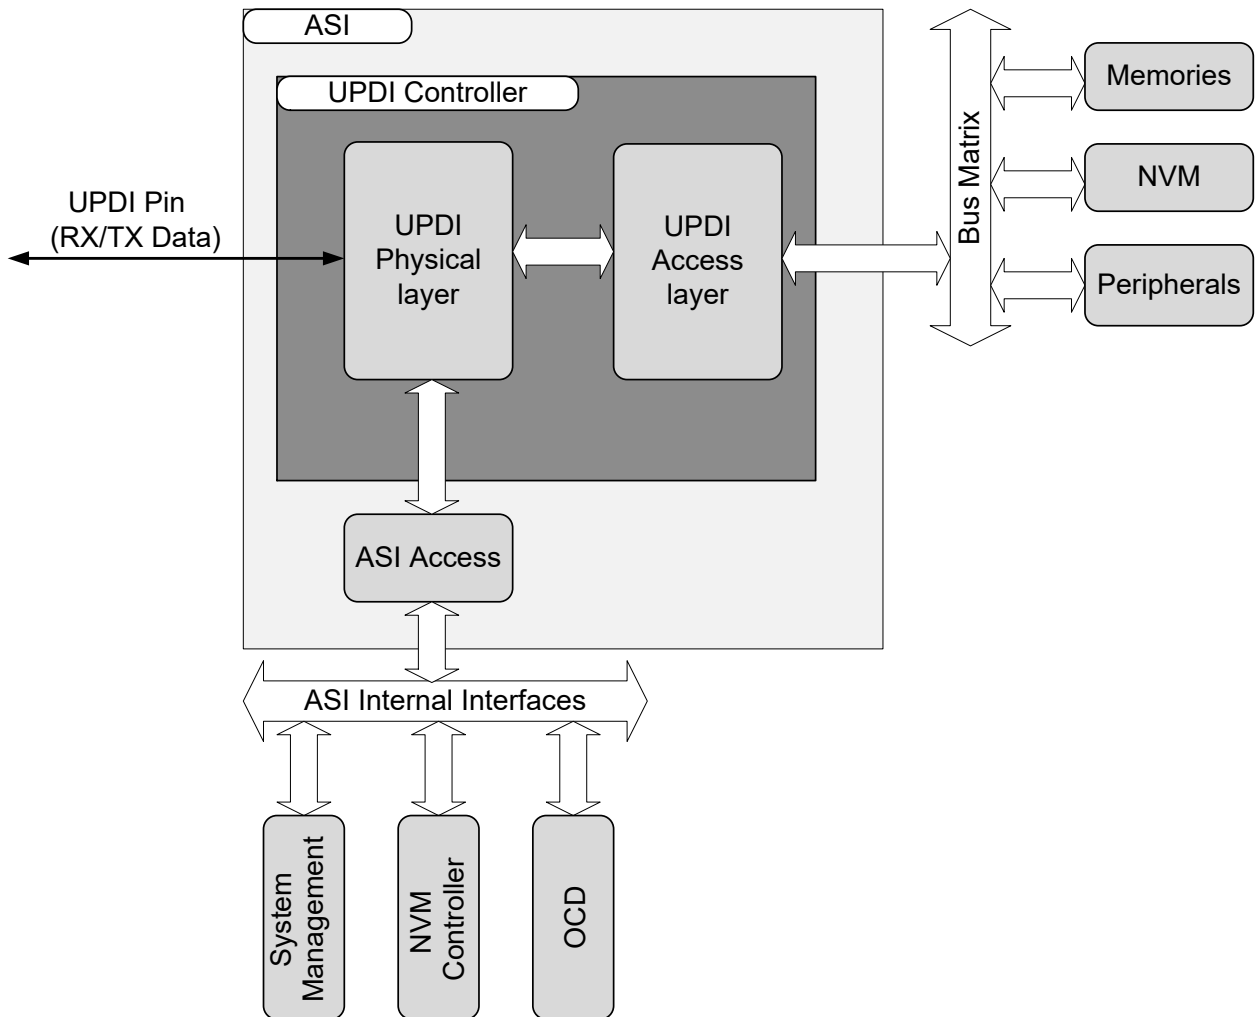 ASI
UPDI Controller
UPDI Pin
(RX/TX Data)
UPDI
Physical
layer
UPDI
Access
layer
Bus Matrix
Memories
NVM
Peripherals
ASI Access
ASI Internal Interfaces
System
Management
NVM
Controller
OCD